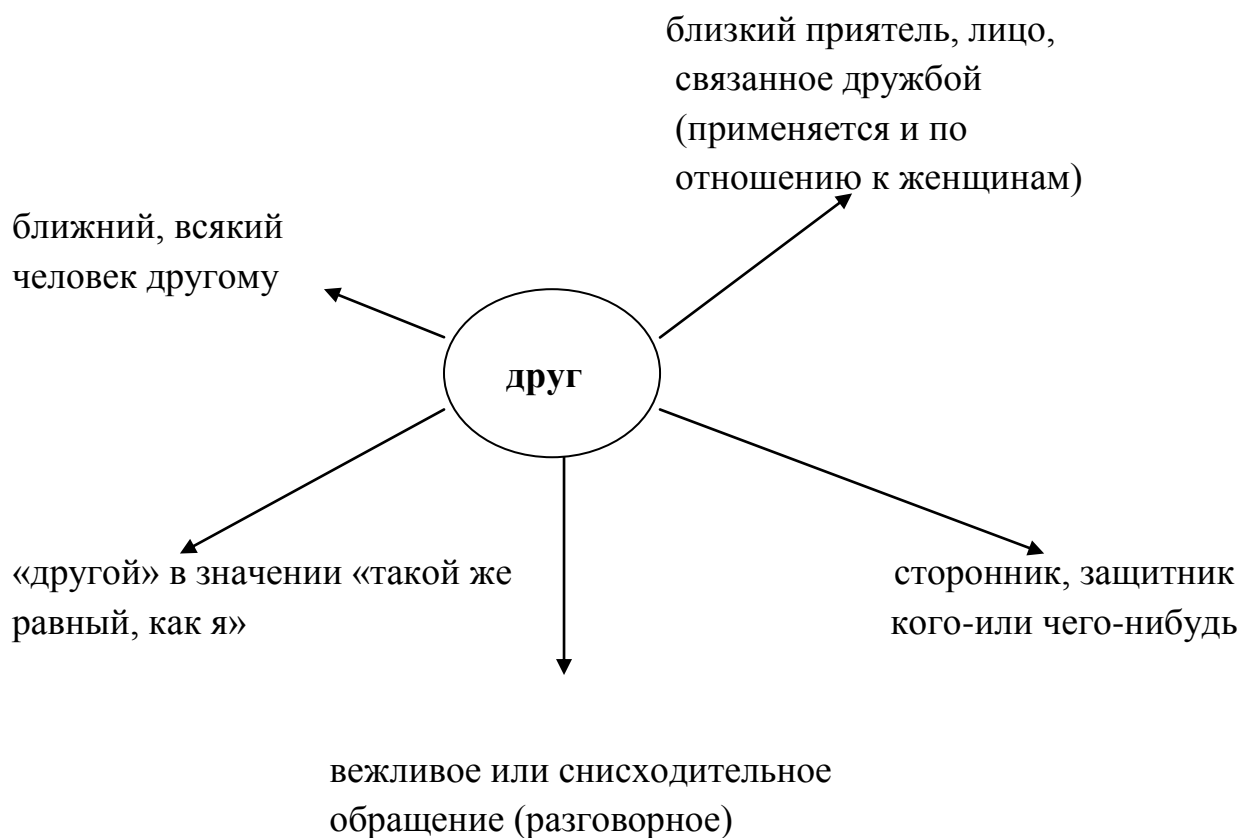 близкий приятель, лицо,
связанное дружбой
(применяется и по
отношению к женщинам)
ближний, всякий
человек другому
друг
«другой» в значении «такой же
равный, как я»
сторонник, защитник
кого-или чего-нибудь
вежливое или снисходительное
обращение (разговорное)